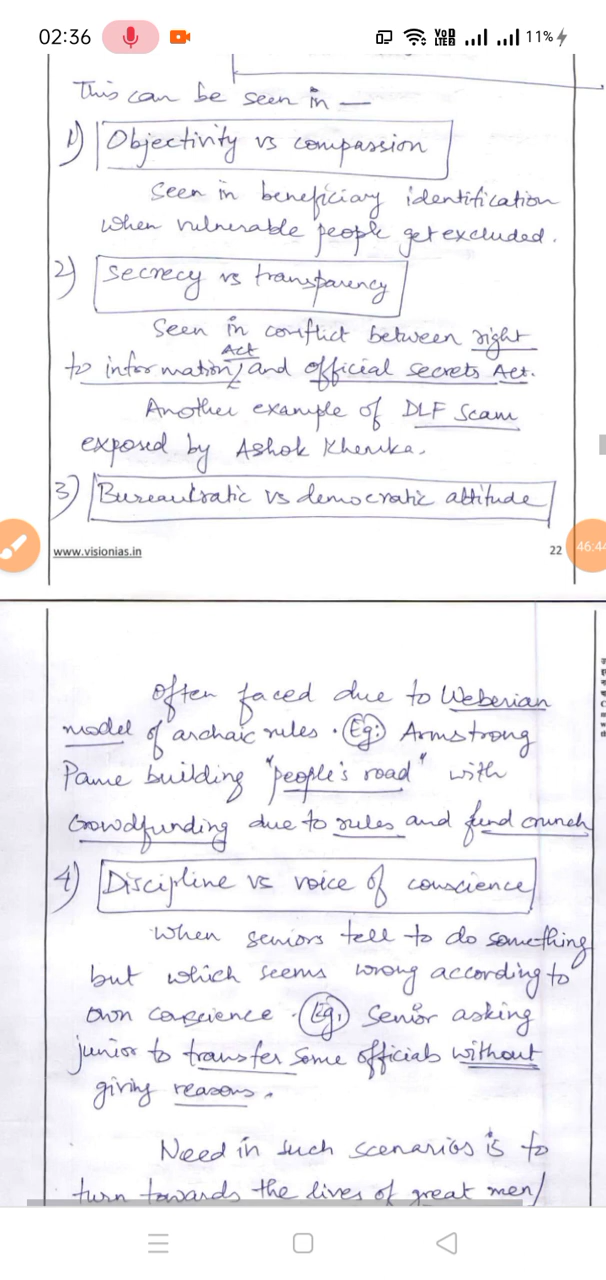 02:36
VoLTE 11%
This can be seen in —
1) Objectivity vs compassion
Seen in beneficiary identification
when vulnerable people get excluded.
2) Secrecy vs transparency
Seen in conflict between right
Act
to information, and official secrets Act.
Another example of DLF Scam
exposed by Ashok Khemka.
3) Bureaucratic vs democratic attitude
www.visionias.in
22
46:4
Often faced due to Weberian
model of archaic rules. Eg: Armstrong
Pame building "people's road" with
Crowdfunding due to rules and fund crunch
4) Discipline vs voice of conscience
When seniors tell to do something
but which seems wrong according to
own conscience. Eg, Senior asking
junior to transfer some officials without
giving reasons.
Need in such scenarios is to
turn towards the lives of great men/